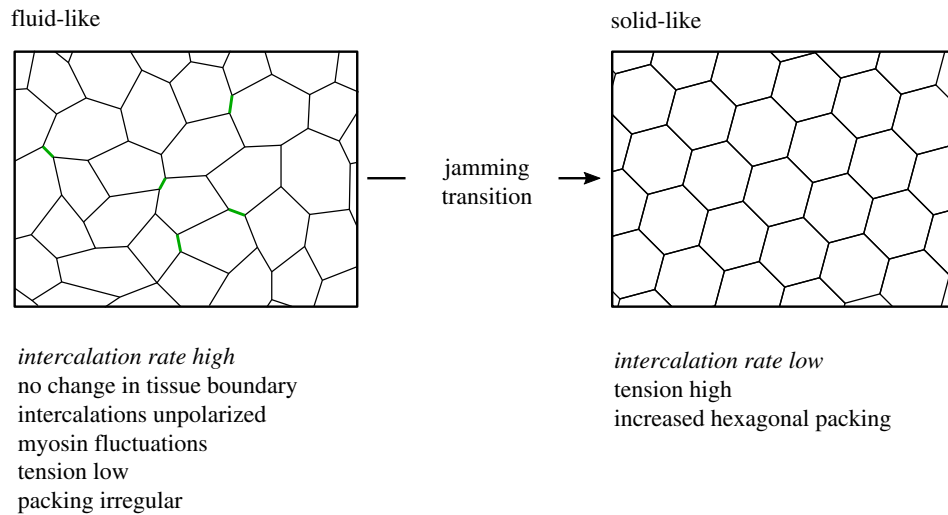 fluid-like
solid-like
jamming
transition
intercalation rate high
no change in tissue boundary
intercalations unpolarized
myosin fluctuations
tension low
packing irregular
intercalation rate low
tension high
increased hexagonal packing